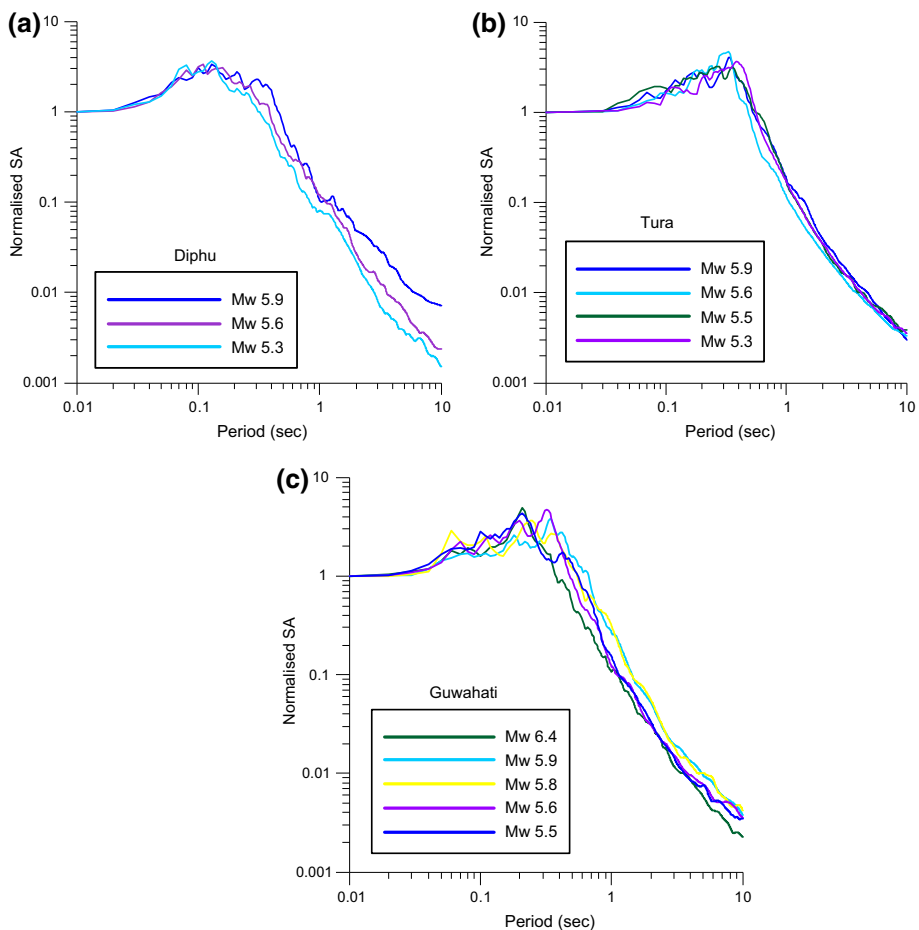 (a)
10
1
0.1
0.01
0.001
Normalised SA
Diphu
Mw 5.9
Mw 5.6
Mw 5.3
0.01
0.1
1
10
Period (sec)
(b)
10
1
0.1
0.01
0.001
Normalised SA
Tura
Mw 5.9
Mw 5.6
Mw 5.5
Mw 5.3
0.01
0.1
1
10
Period (sec)
(c)
10
1
0.1
0.01
0.001
Normalised SA
Guwahati
Mw 6.4
Mw 5.9
Mw 5.8
Mw 5.6
Mw 5.5
0.01
0.1
1
10
Period (sec)